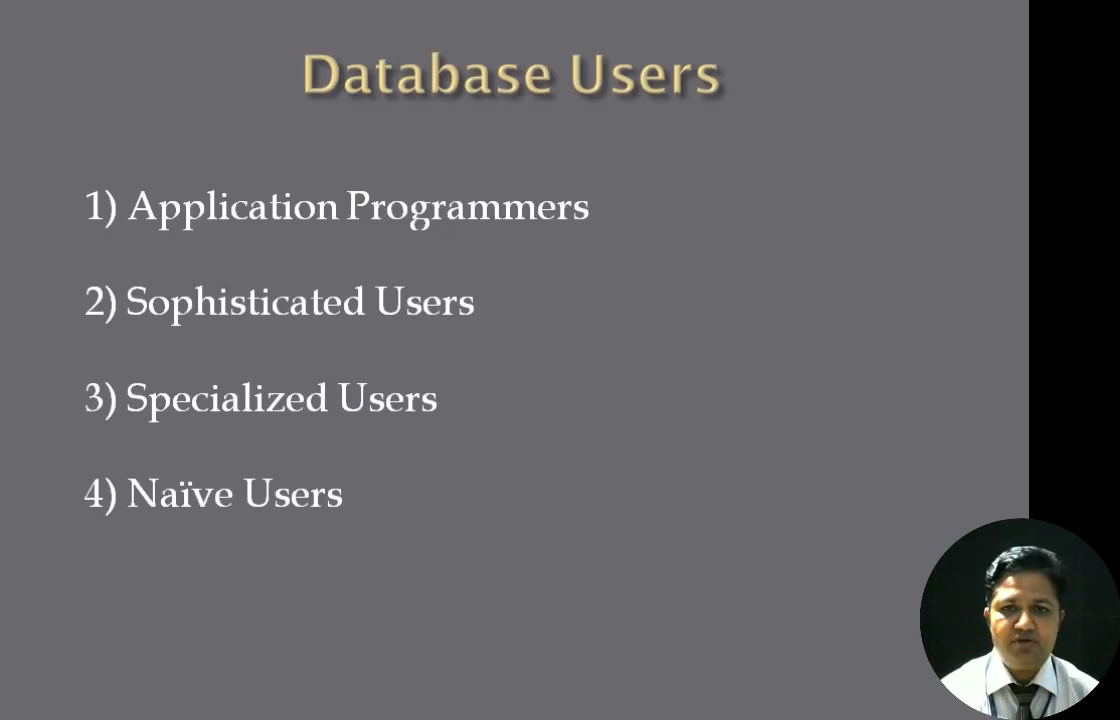 Database Users
1) Application Programmers
2) Sophisticated Users
3) Specialized Users
4) Naïve Users